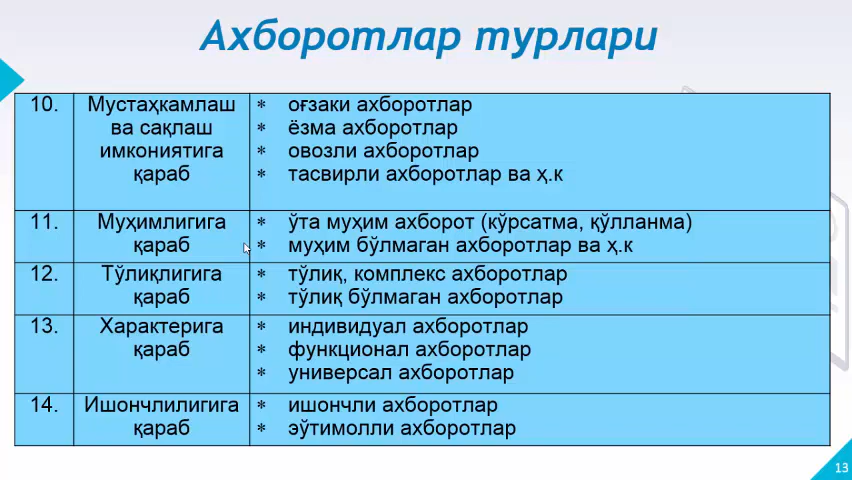 Ахборотлар турлари
10. Мустаҳкамлаш * оғзаки ахборотлар
ва сақлаш * ёзма ахборотлар
имкониятига * овозли ахборотлар
қараб * тасвирли ахборотлар ва ҳ.к
11. Муҳимлигига * ўта муҳим ахборот (кўрсатма, қўлланма)
қараб * муҳим бўлмаган ахборотлар ва ҳ.к
12. Тўлиқлигига * тўлиқ, комплекс ахборотлар
қараб * тўлиқ бўлмаган ахборотлар
13. Характерига * индивидуал ахборотлар
қараб * функционал ахборотлар
* универсал ахборотлар
14. Ишончлилигига * ишончли ахборотлар
қараб * эўтимолли ахборотлар
13